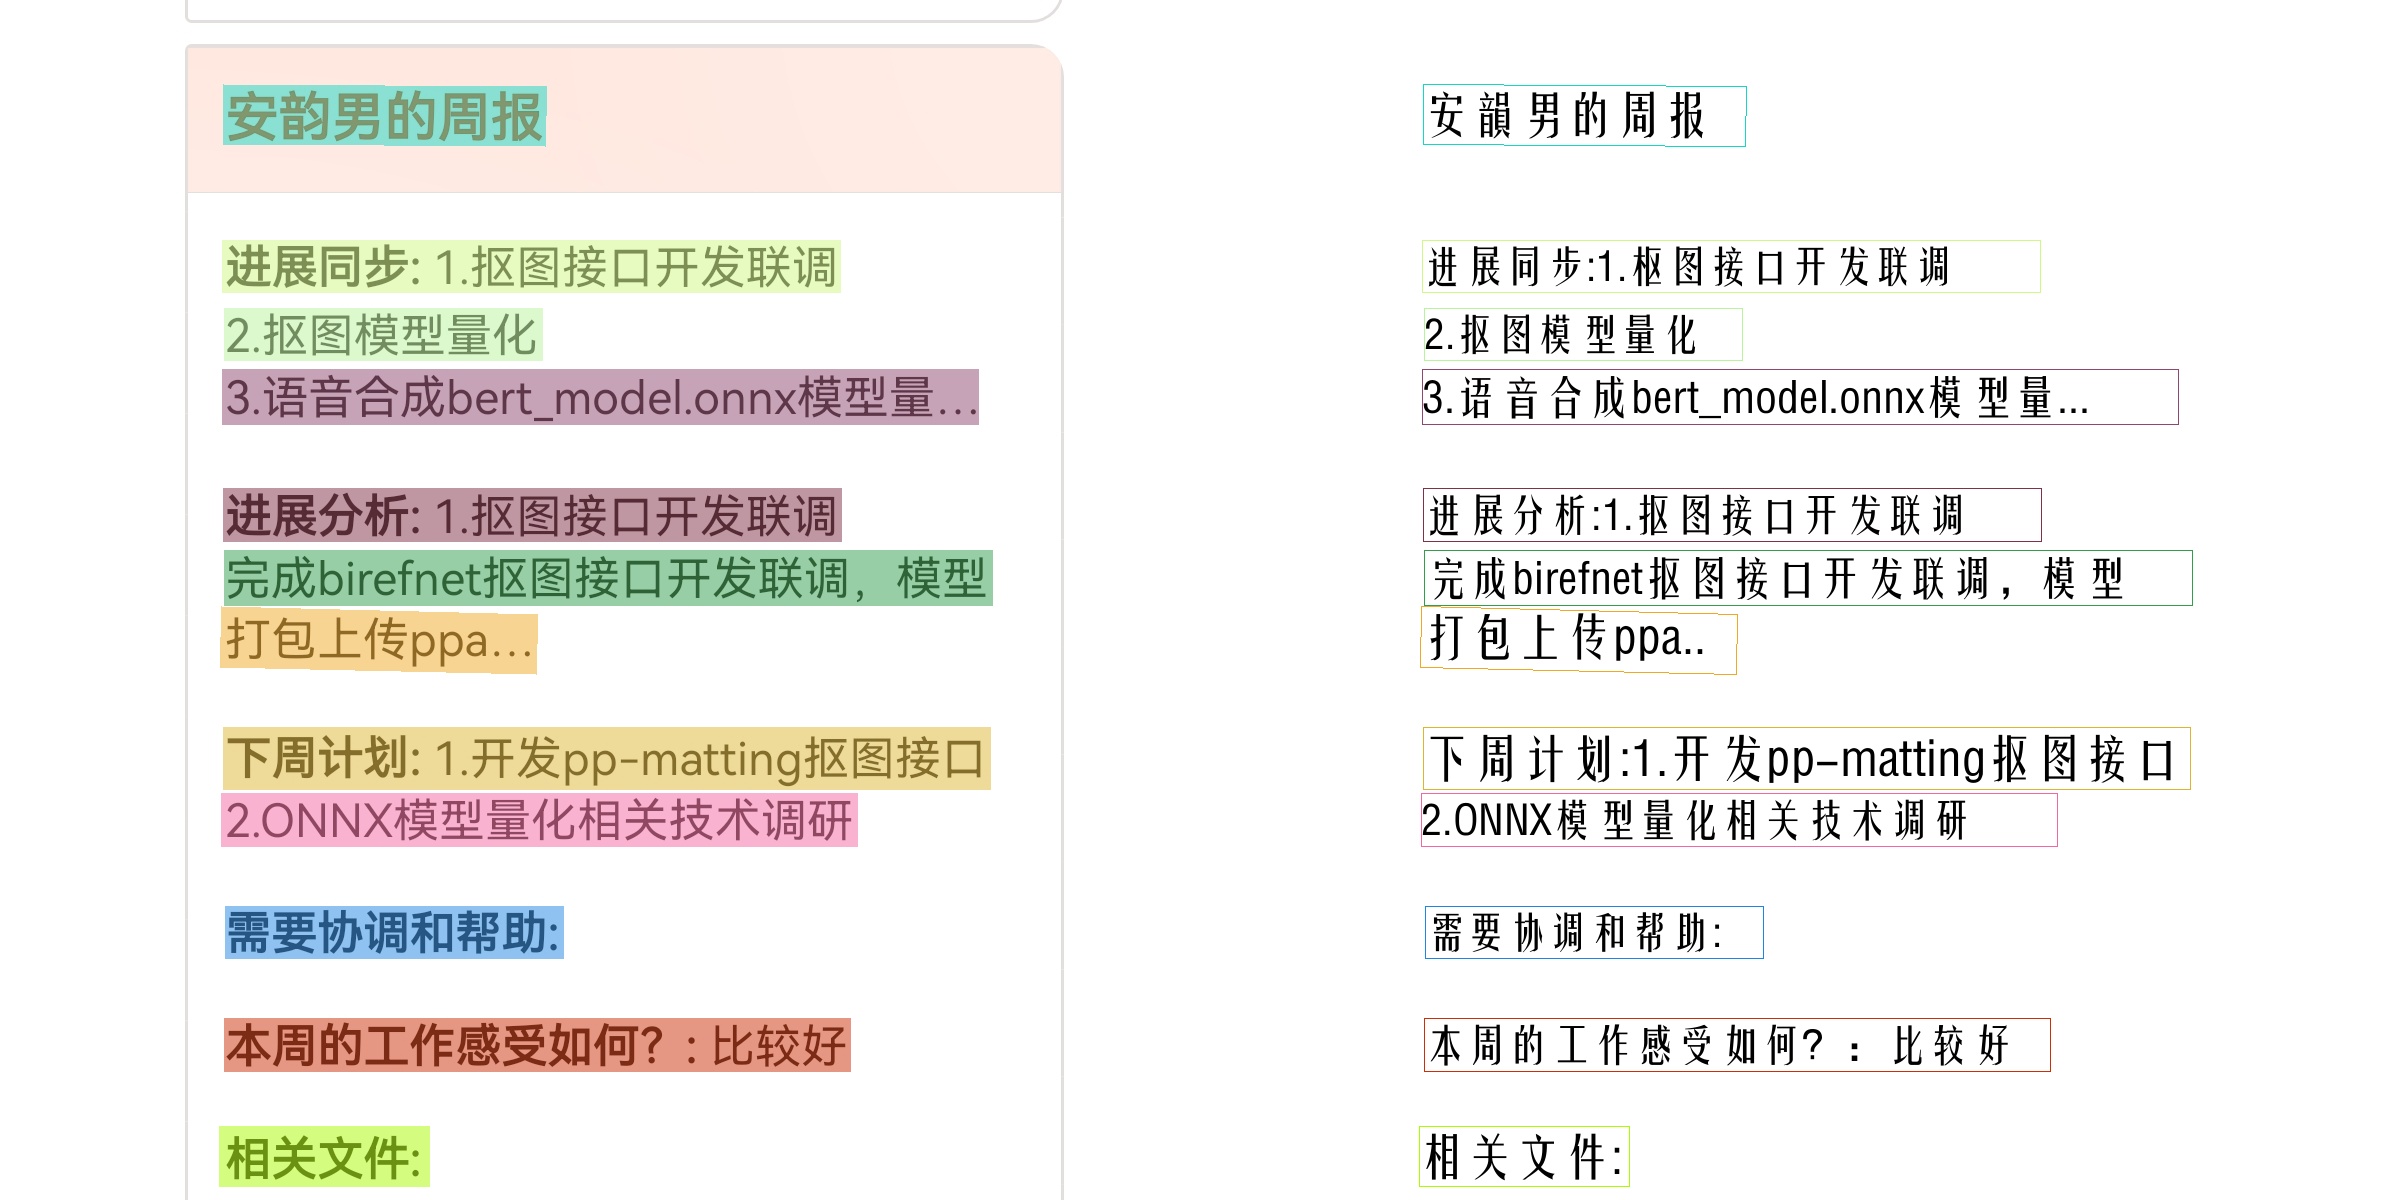 安韵男的周报
进展同步: 1.抠图接口开发联调
2.抠图模型量化
3.语音合成bert_model.onnx模型量...
进展分析: 1.抠图接口开发联调
完成birefnet抠图接口开发联调，模型
打包上传ppa...
下周计划: 1.开发pp-matting抠图接口
2.ONNX模型量化相关技术调研
需要协调和帮助:
本周的工作感受如何？: 比较好
相关文件:
安韻男的周报
进展同步:1.枢图接口开发联调
2.抠图模型量化
3.语音合成bert_model.onnx模型量...
进展分析:1.抠图接口开发联调
完成birefnet抠图接口开发联调，模型
打包上传ppa..
下周计划:1.开发pp-matting抠图接口
2.ONNX模型量化相关技术调研
需要协调和帮助:
本周的工作感受如何?：比较好
相关文件: